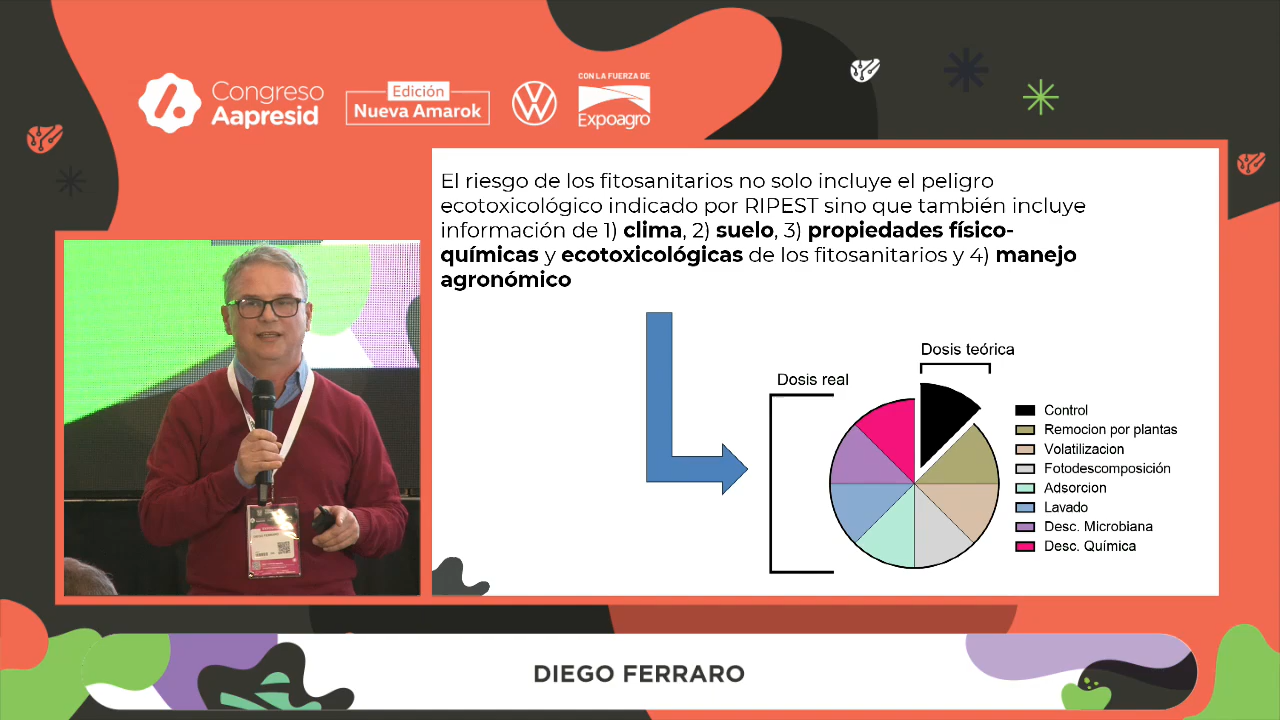 Congreso
Aapresid
Edición
Nueva Amarok
CON LA FUERZA DE
Expoagro
El riesgo de los fitosanitarios no solo incluye el peligro
ecotoxicológico indicado por RIPEST sino que también incluye
información de 1) clima, 2) suelo, 3) propiedades físico-
químicas y ecotoxicológicas de los fitosanitarios y 4) manejo
agronómico
Dosis teórica
Dosis real
Control
Remocion por plantas
Volatilizacion
Fotodescomposición
Adsorcion
Lavado
Desc. Microbiana
Desc. Química
DIEGO FERRARO
DIEGO FERRARO